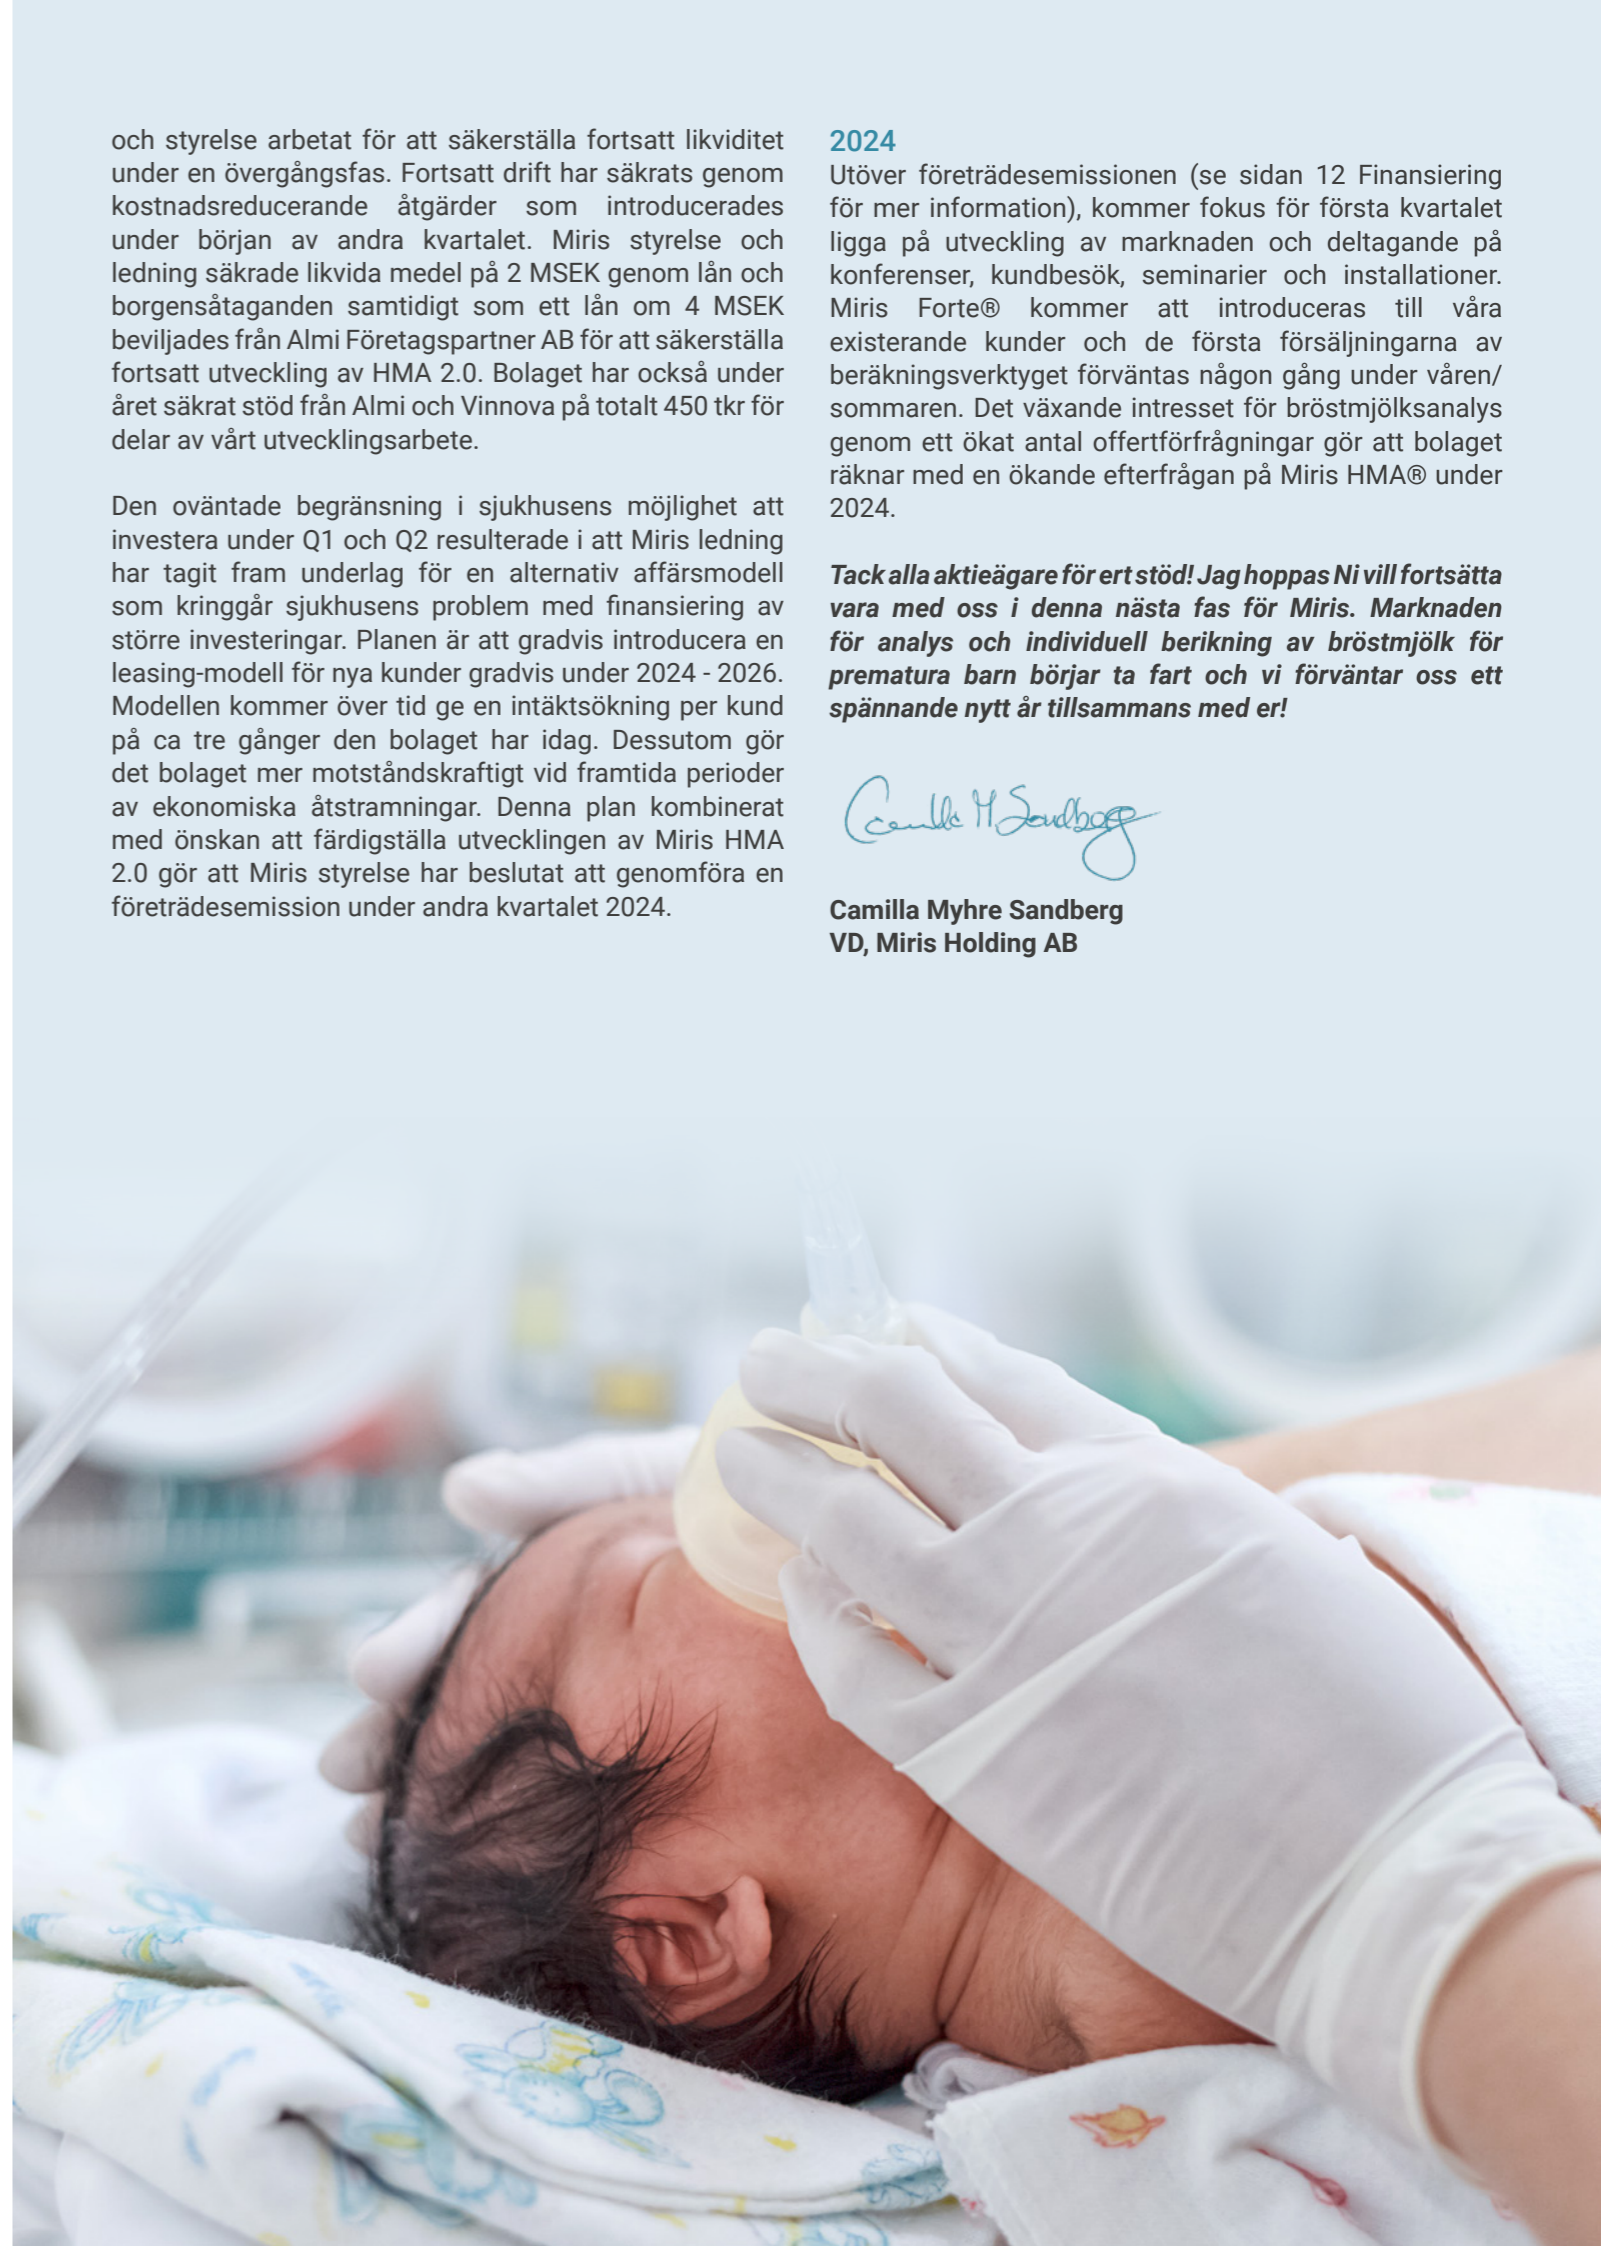 och styrelse arbetat för att säkerställa fortsatt likviditet
under en övergångsfas. Fortsatt drift har säkrats genom
kostnadsreducerande åtgärder som introducerades
under början av andra kvartalet. Miris styrelse och
ledning säkrade likvida medel på 2 MSEK genom lån och
borgensåtaganden samtidigt som ett lån om 4 MSEK
beviljades från Almi Företagspartner AB för att säkerställa
fortsatt utveckling av HMA 2.0. Bolaget har också under
året säkrat stöd från Almi och Vinnova på totalt 450 tkr för
delar av vårt utvecklingsarbete.
Den oväntade begränsning i sjukhusens möjlighet att
investera under Q1 och Q2 resulterade i att Miris ledning
har tagit fram underlag för en alternativ affärsmodell
som kringgår sjukhusens problem med finansiering av
större investeringar. Planen är att gradvis introducera en
leasing-modell för nya kunder gradvis under 2024 - 2026.
Modellen kommer över tid ge en intäktsökning per kund
på ca tre gånger den bolaget har idag. Dessutom gör
det bolaget mer motståndskraftigt vid framtida perioder
av ekonomiska åtstramningar. Denna plan kombinerat
med önskan att färdigställa utvecklingen av Miris HMA
2.0 gör att Miris styrelse har beslutat att genomföra en
företrädesemission under andra kvartalet 2024.
2024
Utöver företrädesemissionen (se sidan 12 Finansiering
för mer information), kommer fokus för första kvartalet
ligga på utveckling av marknaden och deltagande på
konferenser, kundbesök, seminarier och installationer.
Miris Forte® kommer att introduceras till våra
existerande kunder och de första försäljningarna av
beräkningsverktyget förväntas någon gång under våren/
sommaren. Det växande intresset för bröstmjölksanalys
genom ett ökat antal offertförfrågningar gör att bolaget
räknar med en ökande efterfrågan på Miris HMA® under
2024.
Tack alla aktieägare för ert stöd! Jag hoppas Ni vill fortsätta
vara med oss i denna nästa fas för Miris. Marknaden
för analys och individuell berikning av bröstmjölk för
prematura barn börjar ta fart och vi förväntar oss ett
spännande nytt år tillsammans med er!
Camilla M Sandberg
Camilla Myhre Sandberg
VD, Miris Holding AB